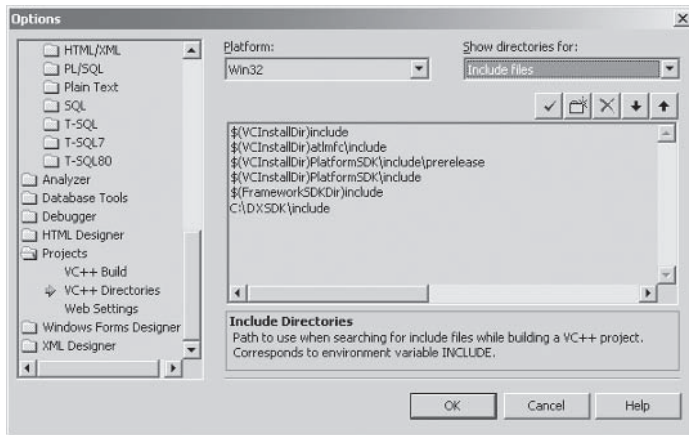 Options
HTML/XML
PL/SQL
Plain Text
SQL
T-SQL
T-SQL7
T-SQL80
Analyzer
Database Tools
Debugger
HTML Designer
Projects
VC++ Build
VC++ Directories
Web Settings
Windows Forms Designer
XML Designer
Platform:
Win32
Show directories for:
Include files
$(VCInstallDir)include
$(VCInstallDir)atlmfc\include
$(VCInstallDir)PlatformSDK\include\prerelease
$(VCInstallDir)PlatformSDK\include
$(FrameworkSDKDir)include
C:\DXSDK\include
Include Directories
Path to use when searching for include files while building a VC++ project.
Corresponds to environment variable INCLUDE.
OK
Cancel
Help